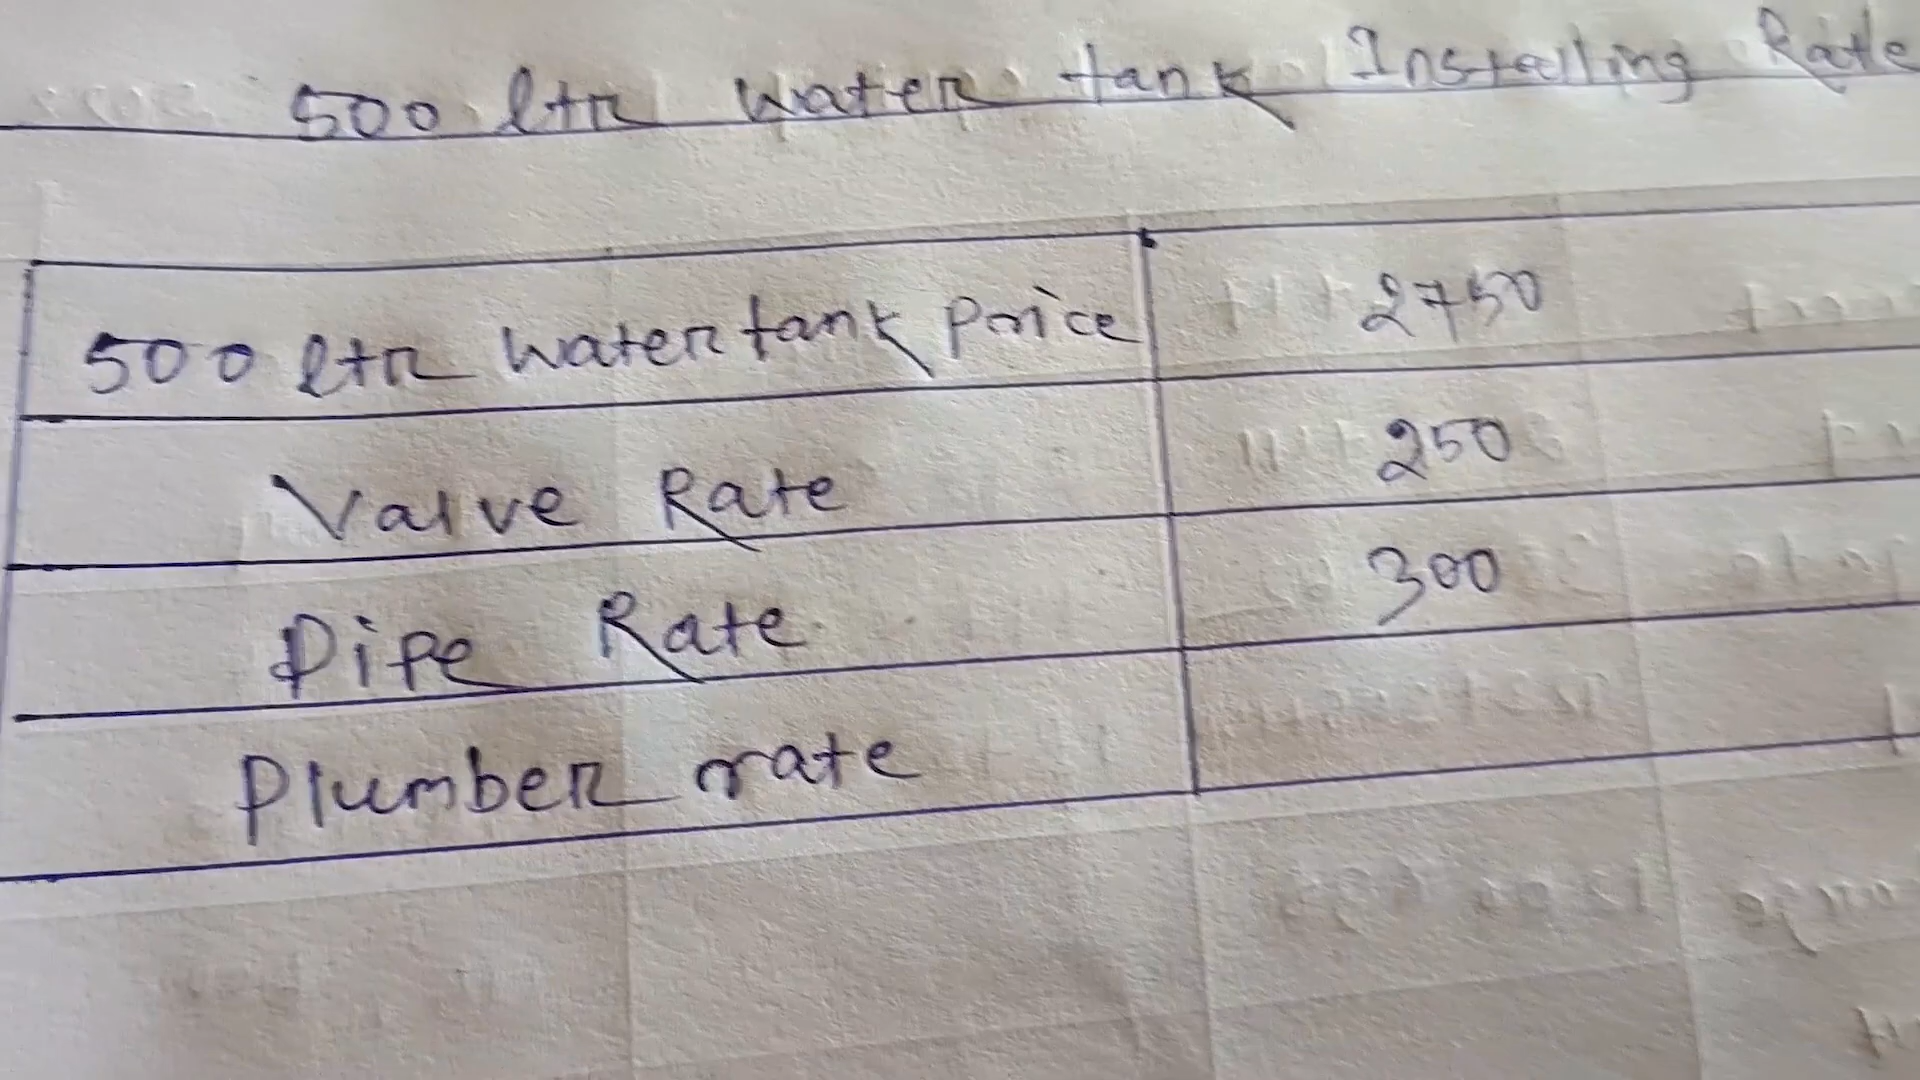 500 ltr water tank Installing Rate
500 ltr water tank price 2750
Valve Rate 250
Pipe Rate 300
Plumber rate